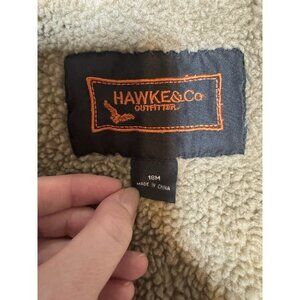 HAWKE&Co
OUTFITTER
18M
MADE IN CHINA